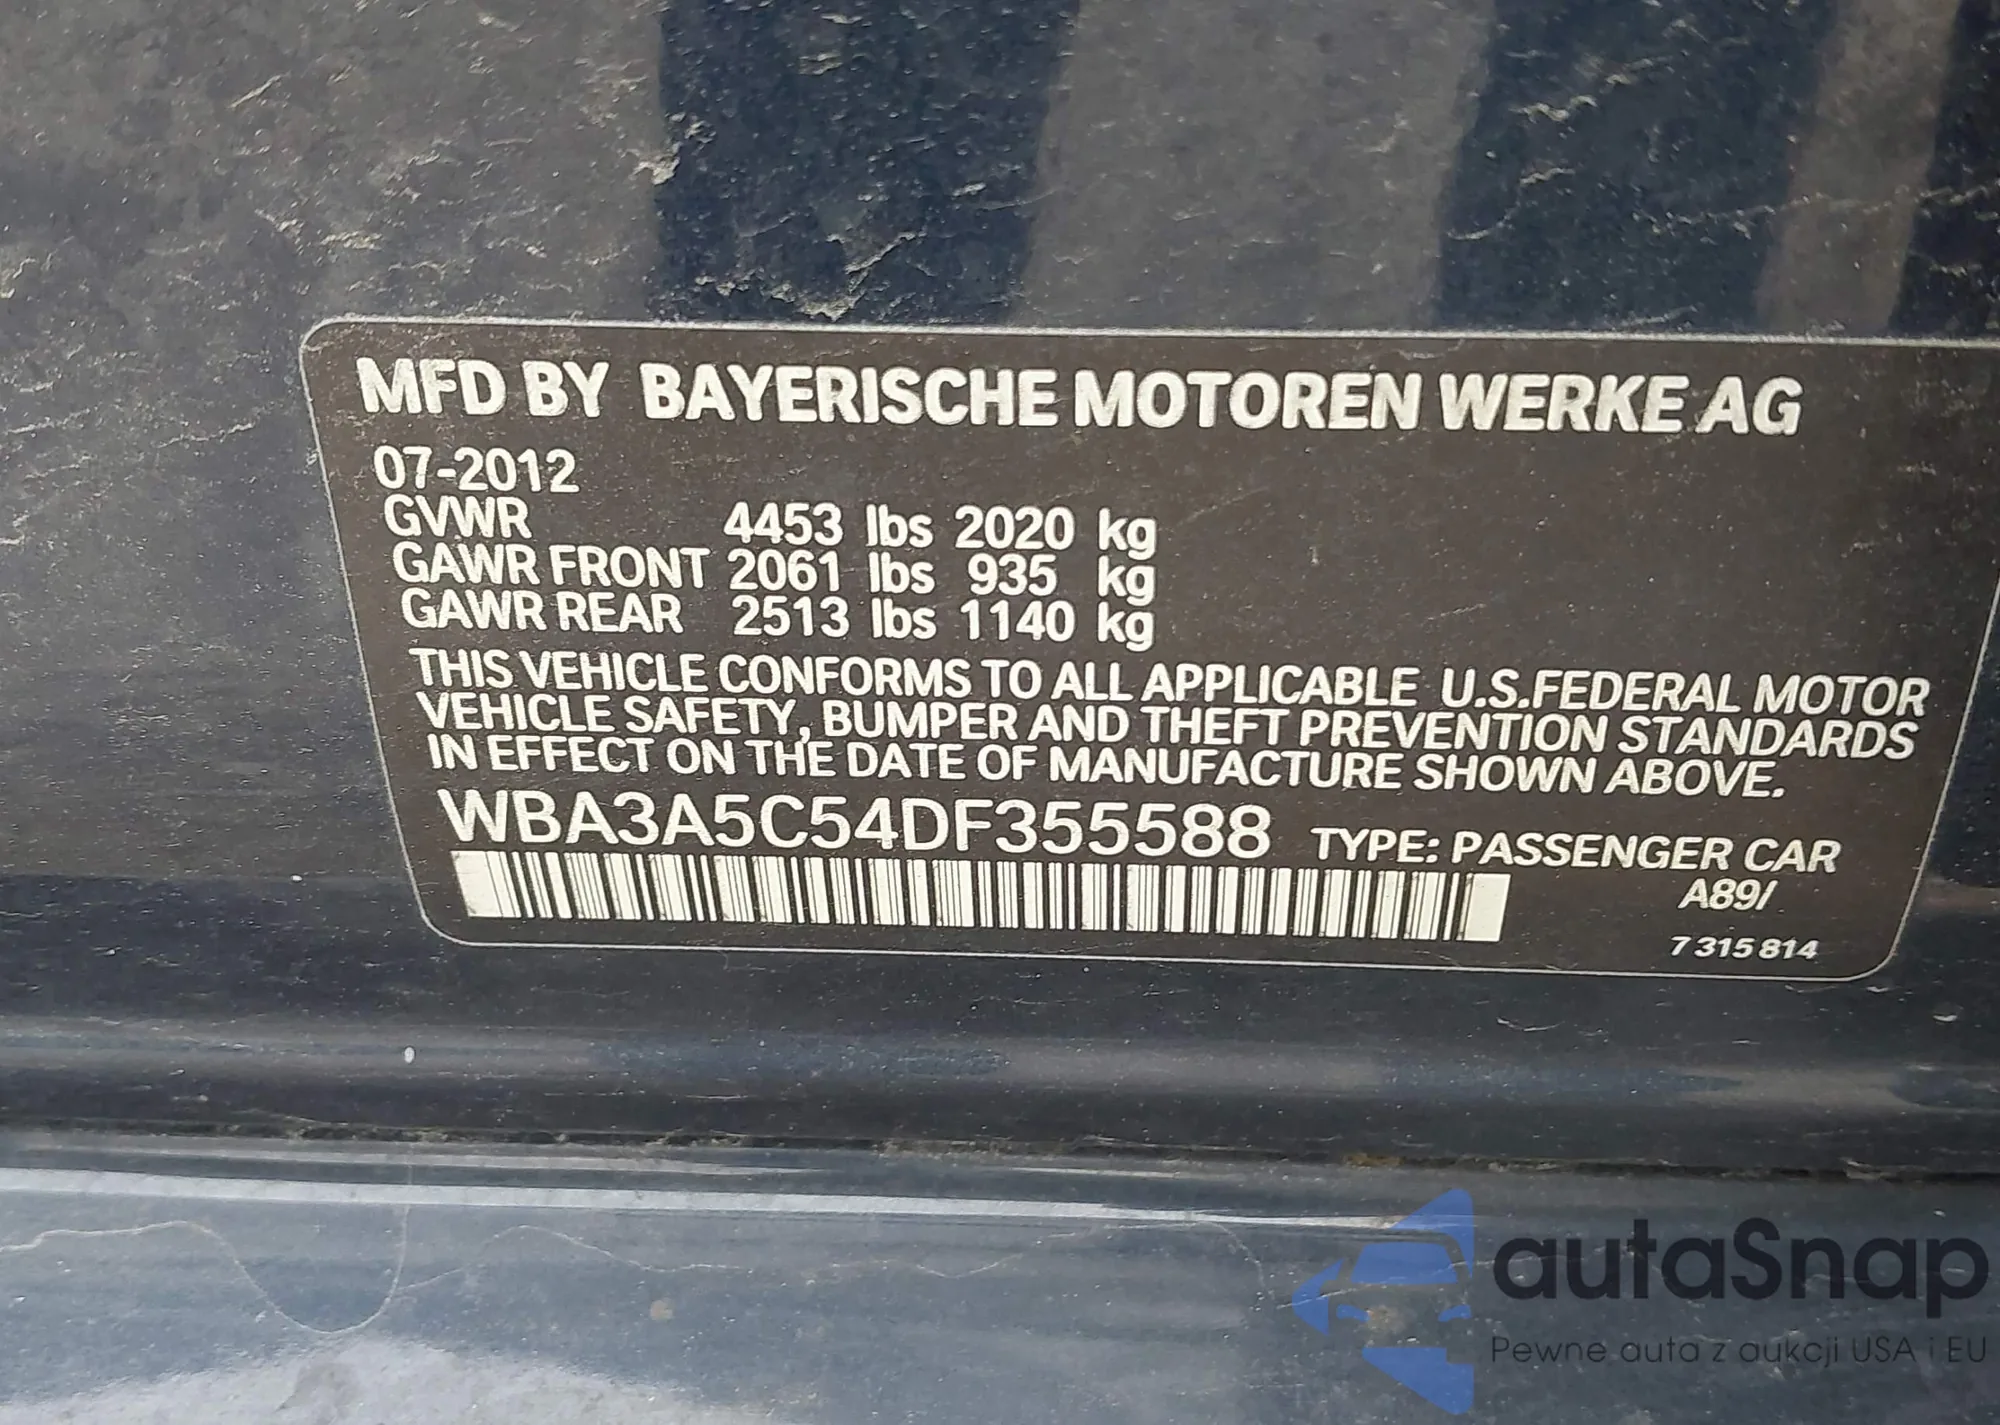 MFD BY BAYERISCHE MOTOREN WERKE AG
07-2012
GVWR 4453 lbs 2020 kg
GAWR FRONT 2061 lbs 935 kg
GAWR REAR 2513 lbs 1140 kg
THIS VEHICLE CONFORMS TO ALL APPLICABLE U.S.FEDERAL MOTOR
VEHICLE SAFETY, BUMPER AND THEFT PREVENTION STANDARDS
IN EFFECT ON THE DATE OF MANUFACTURE SHOWN ABOVE.
WBA3A5C54DF355588 TYPE: PASSENGER CAR
A89/
7 315 814
autaSnap
Pewne auta z aukcji USA i EU